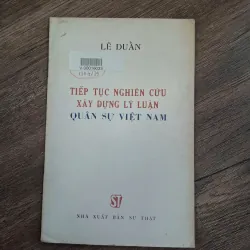 LÊ DUẨN
TIẾP TỤC NGHIÊN CỨU
XÂY DỰNG LÝ LUẬN
QUÂN SỰ VIỆT NAM
ST
NHÀ XUẤT BẢN SỰ THẬT